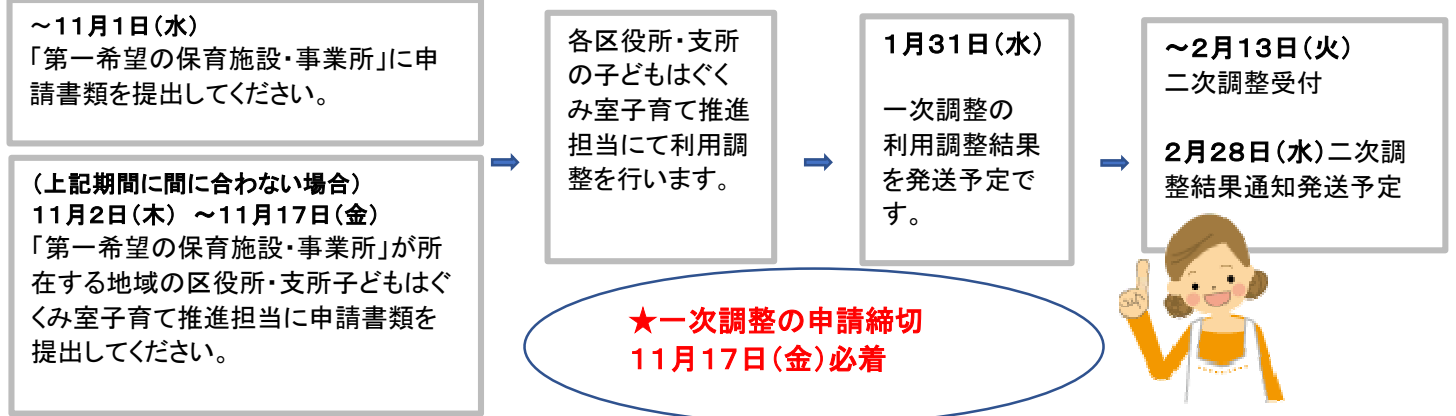 ～11月1日（水）
「第一希望の保育施設・事業所」に申
請書類を提出してください。
（上記期間に間に合わない場合）
11月2日（木） ～11月17日（金）
「第一希望の保育施設・事業所」が所
在する地域の区役所・支所子どもはぐ
くみ室子育て推進担当に申請書類を
提出してください。
各区役所・支所
の子どもはぐく
み室子育て推進
担当にて利用調
整を行います。
1月31日（水）
一次調整の
利用調整結果
を発送予定で
す。
～2月13日（火）
二次調整受付
2月28日（水）二次調
整結果通知発送予定
★一次調整の申請締切
11月17日（金）必着